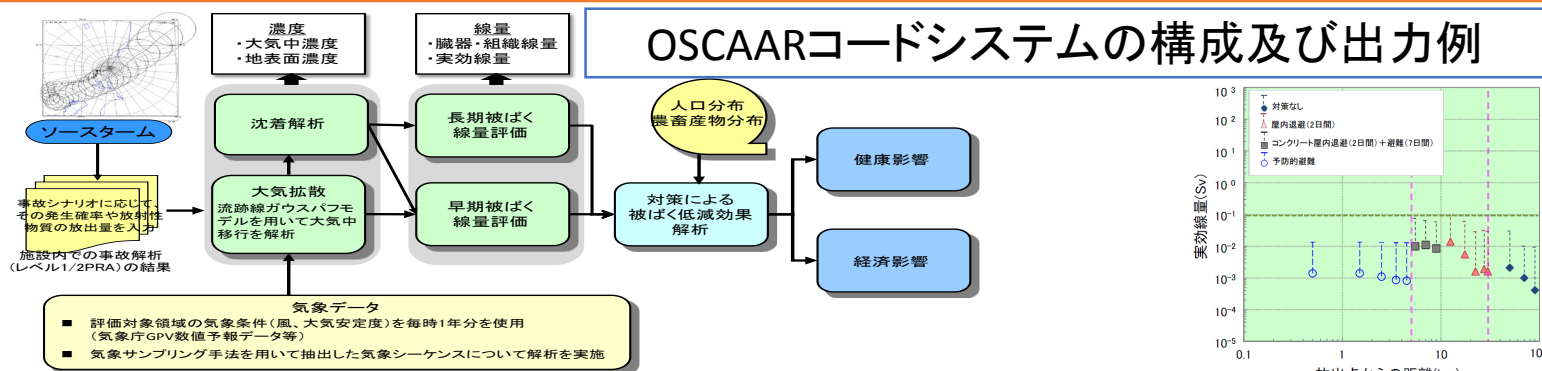 OSCAARコードシステムの構成及び出力例
濃度
・大気中濃度
・地表面濃度
線量
・臓器・組織線量
・実効線量
ソースターム
事故シナリオに応じて、
その発生確率や放射性
物質の放出量を入力
施設内での事故解析
(レベル1/2PRA)の結果
沈着解析
大気拡散
流跡線ガウスパフモ
デルを用いて大気中
移行を解析
長期被ばく
線量評価
早期被ばく
線量評価
人口分布
農畜産物分布
対策による
被ばく低減効果
解析
健康影響
経済影響
気象データ
■ 評価対象領域の気象条件(風、大気安定度)を毎時1年分を使用
(気象庁GPV数値予報データ等)
■ 気象サンプリング手法を用いて抽出した気象シーケンスについて解析を実施
対策なし
屋内退避(2日間)
コンクリート屋内退避(2日間)+避難(7日間)
予防的避難
実効線量(Sv)
10³
10²
10¹
10⁰
10⁻¹
10⁻²
10⁻³
10⁻⁴
10⁻⁵
0.1
1
10